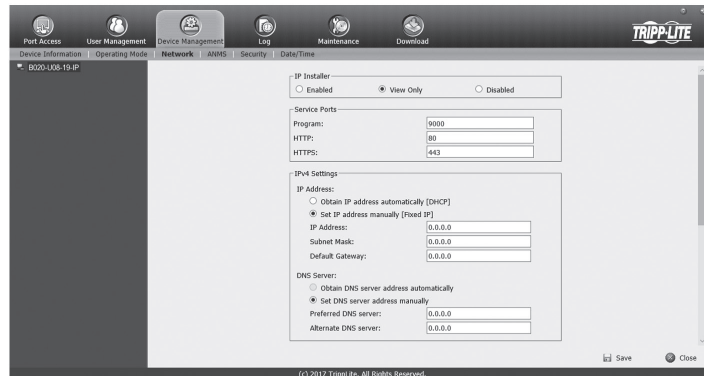 Port Access User Management Device Management Log Maintenance Download
TRIPP·LITE
Device Information | Operating Mode | Network | ANMS | Security | Date/Time
B020-U08-19-IP
IP Installer
Enabled View Only Disabled
Service Ports
Program: 9000
HTTP: 80
HTTPS: 443
IPv4 Settings
IP Address:
Obtain IP address automatically [DHCP]
Set IP address manually [Fixed IP]
IP Address: 0.0.0.0
Subnet Mask: 0.0.0.0
Default Gateway: 0.0.0.0
DNS Server:
Obtain DNS server address automatically
Set DNS server address manually
Preferred DNS server: 0.0.0.0
Alternate DNS server: 0.0.0.0
Save Close
(c) 2017 TrippLite. All Rights Reserved.